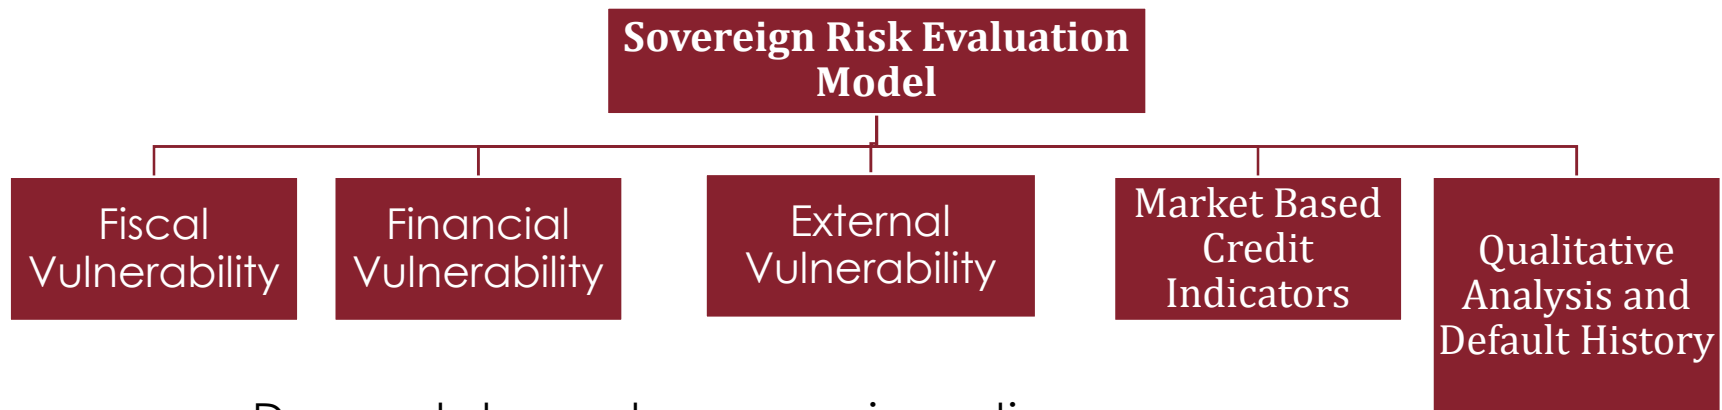 Sovereign Risk Evaluation
Model
Fiscal
Vulnerability
Financial
Vulnerability
External
Vulnerability
Market Based
Credit
Indicators
Qualitative
Analysis and
Default History